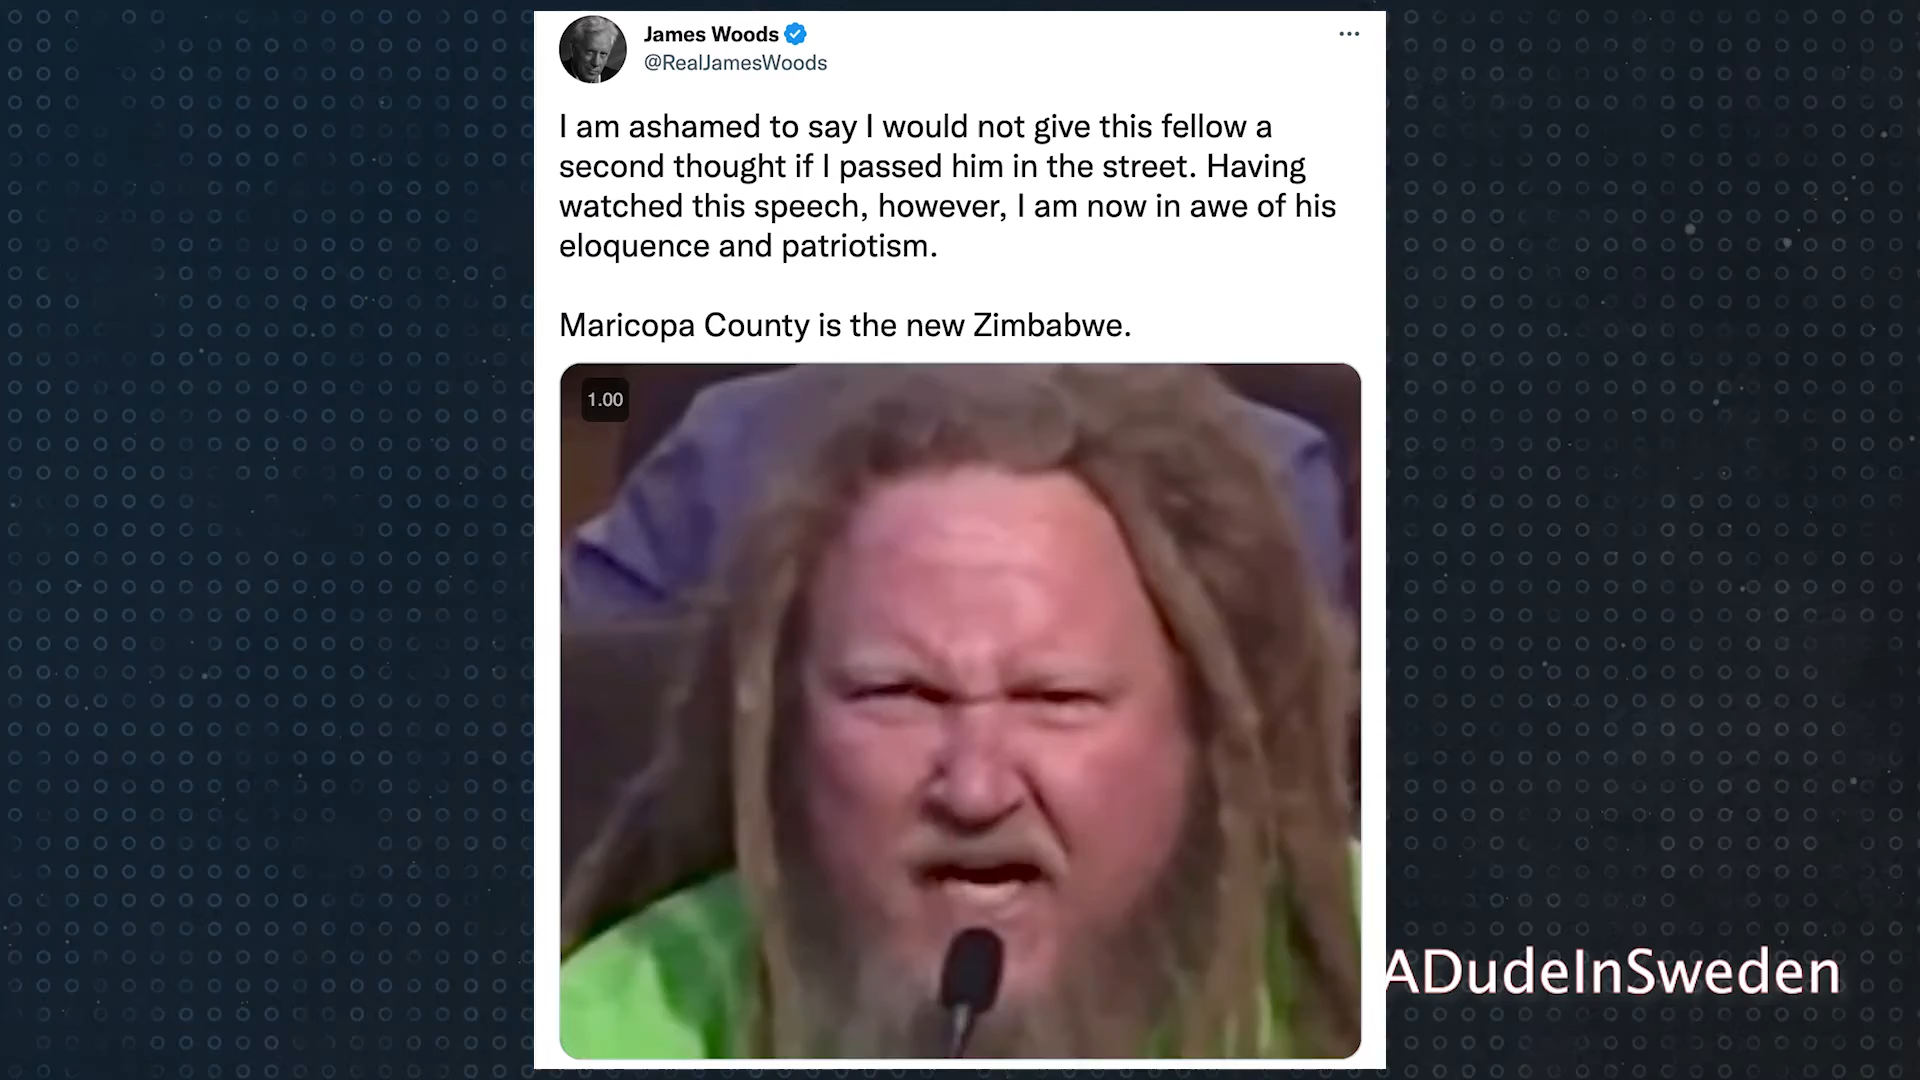 James Woods
@RealJamesWoods
I am ashamed to say I would not give this fellow a
second thought if I passed him in the street. Having
watched this speech, however, I am now in awe of his
eloquence and patriotism.
Maricopa County is the new Zimbabwe.
1.00
ADudeInSweden